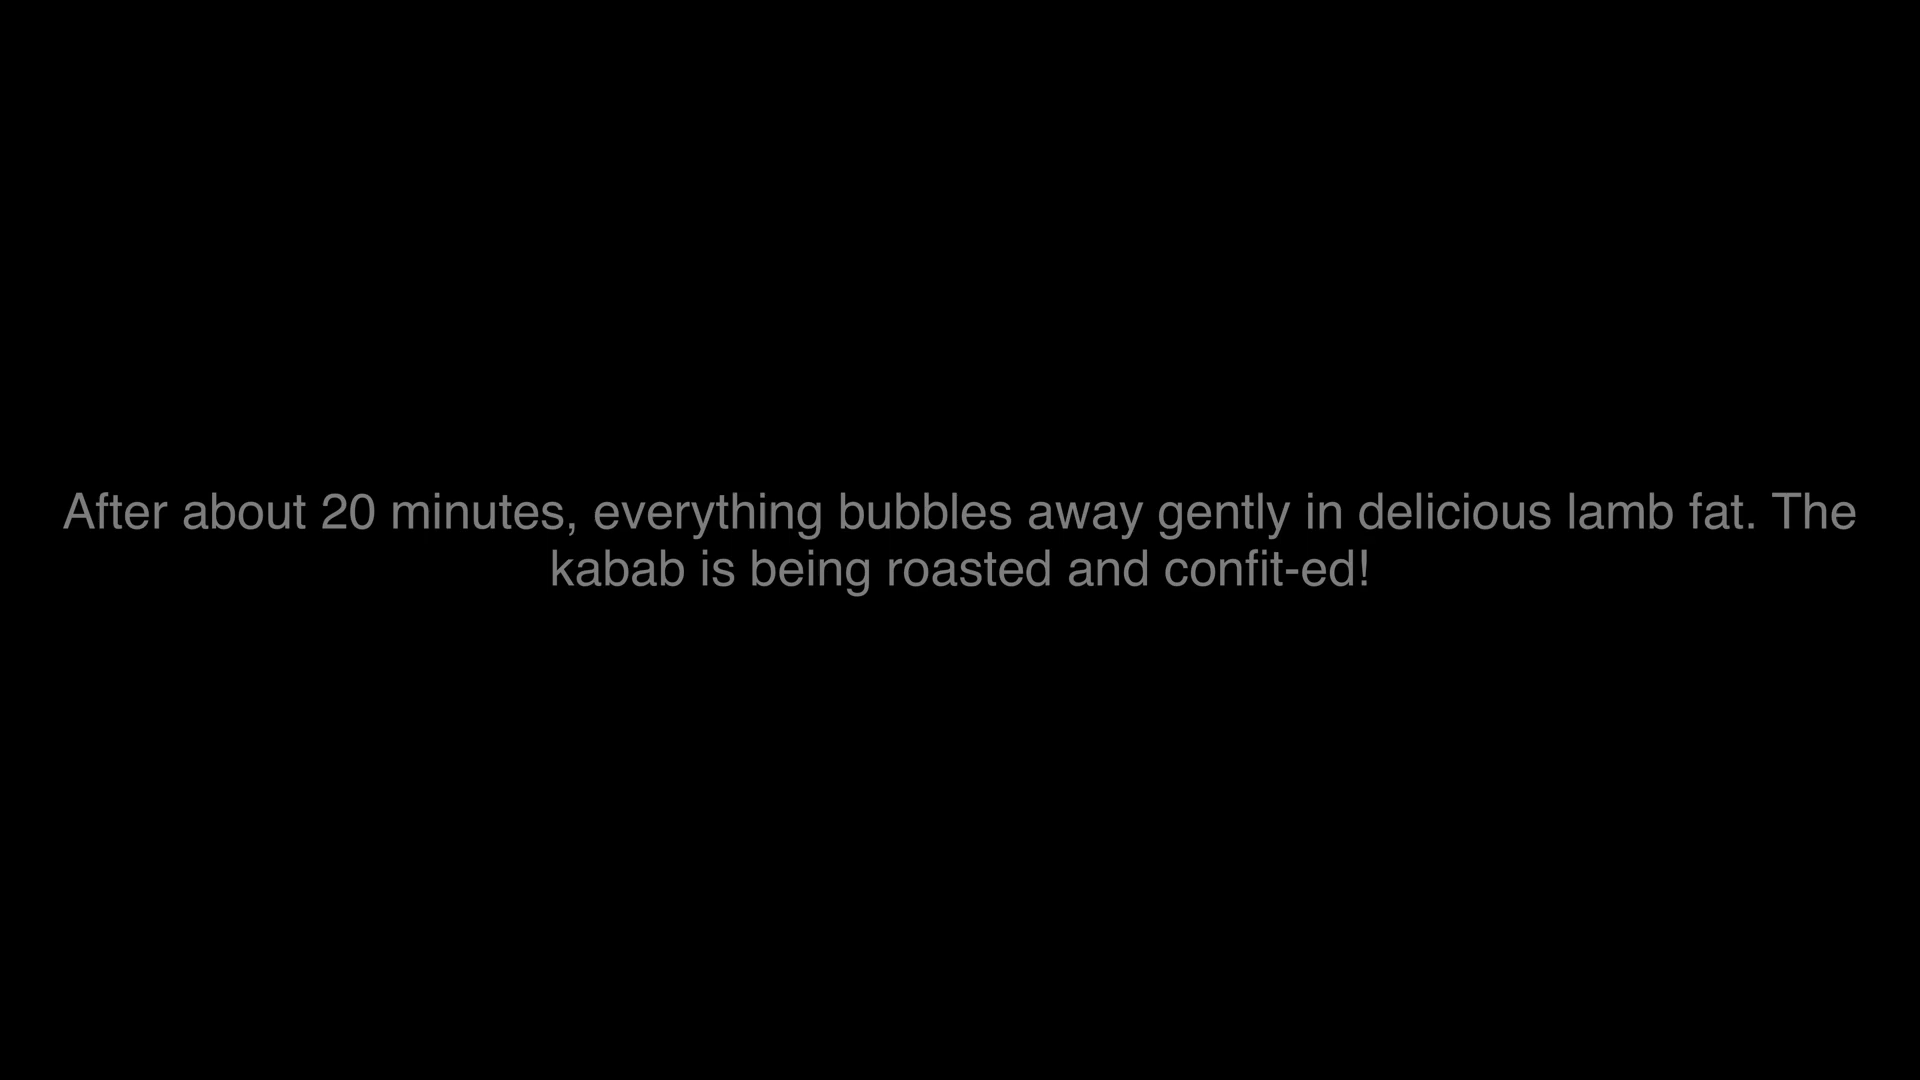 After about 20 minutes, everything bubbles away gently in delicious lamb fat. The
kabab is being roasted and confit-ed!